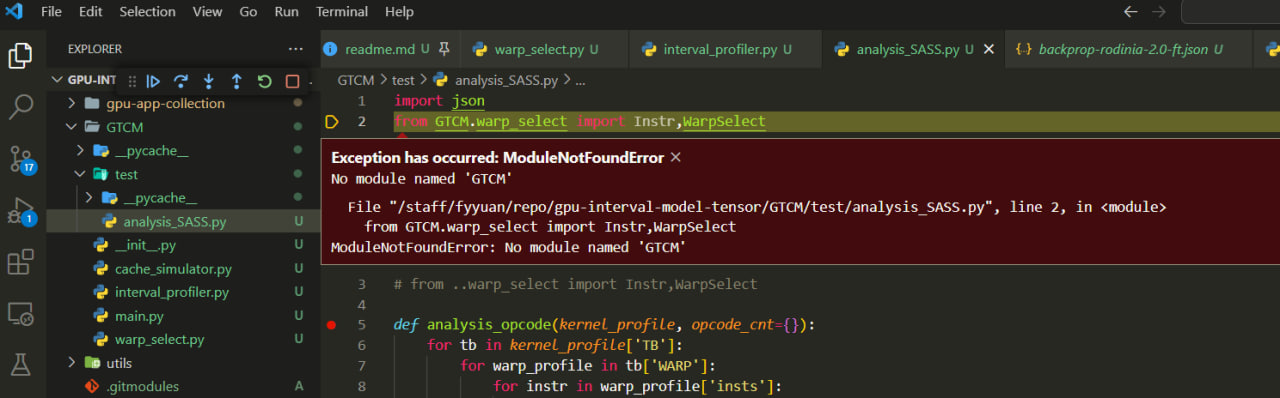 File Edit Selection View Go Run Terminal Help
EXPLORER ...
readme.md U
warp_select.py U
interval_profiler.py U
analysis_SASS.py U
{..} backprop-rodinia-2.0-ft.json U
GPU-INT
gpu-app-collection
GTCM
__pycache__
test
__pycache__
analysis_SASS.py U
__init__.py U
cache_simulator.py U
interval_profiler.py U
main.py U
warp_select.py U
utils
.gitmodules A
17
1
GTCM > test > analysis_SASS.py > ...
1 import json
2 from GTCM.warp_select import Instr,WarpSelect
Exception has occurred: ModuleNotFoundError
No module named 'GTCM'
File "/staff/fyyuan/repo/gpu-interval-model-tensor/GTCM/test/analysis_SASS.py", line 2, in <module>
from GTCM.warp_select import Instr,WarpSelect
ModuleNotFoundError: No module named 'GTCM'
3 # from ..warp_select import Instr,WarpSelect
4
5 def analysis_opcode(kernel_profile, opcode_cnt={}):
6 for tb in kernel_profile['TB']:
7 for warp_profile in tb['WARP']:
8 for instr in warp_profile['insts']: